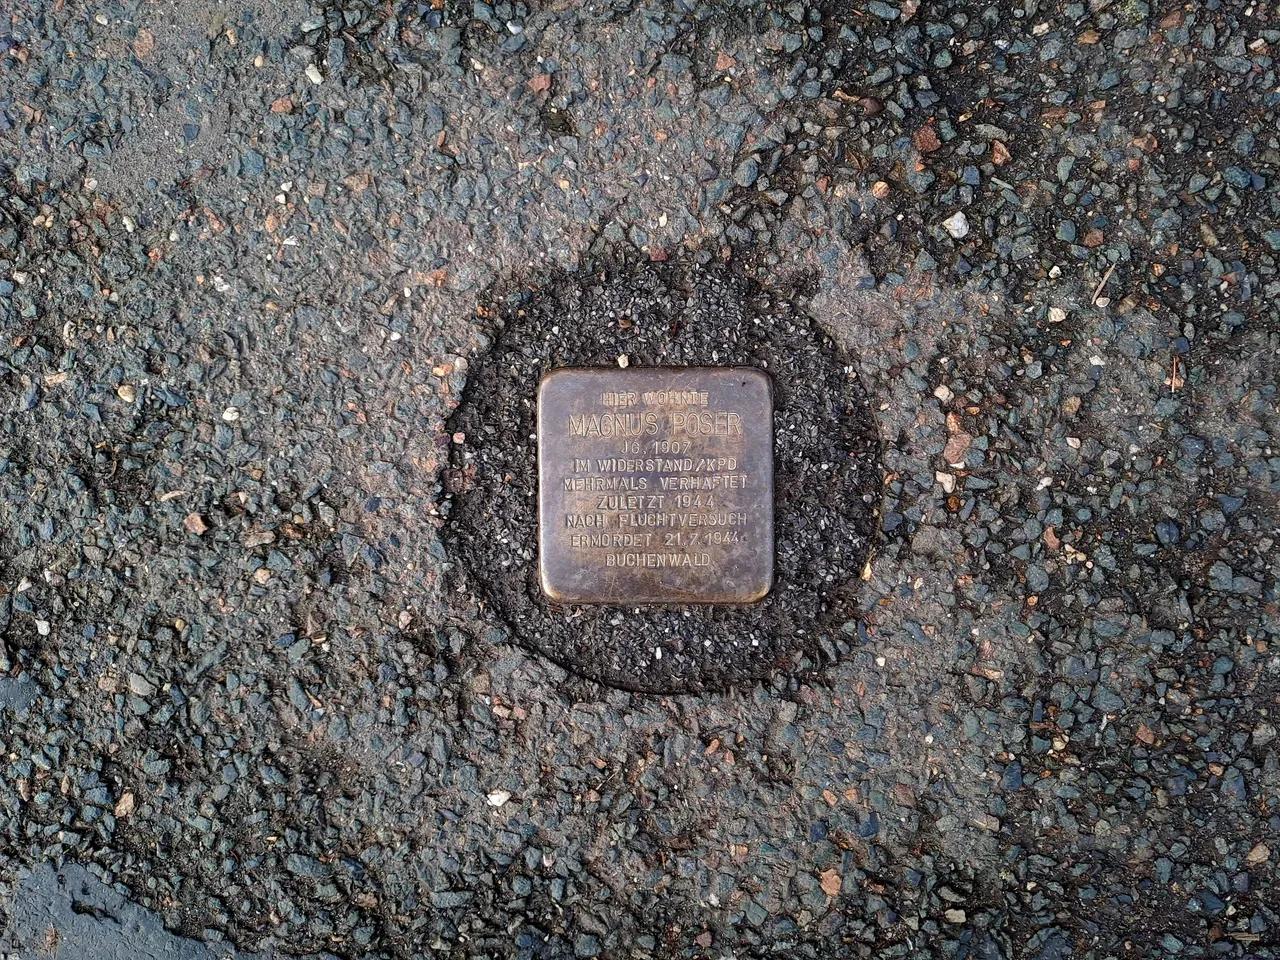 HIER WOHNTE
MAGNUS POSER
JG. 1907
IM WIDERSTAND/KPD
MEHRMALS VERHAFTET
ZULETZT 1944
NACH FLUCHTVERSUCH
ERMORDET 21.7.1944
BUCHENWALD